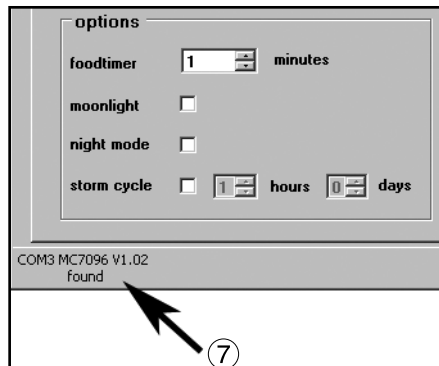 options
foodtimer 1 minutes
moonlight
night mode
storm cycle 1 hours 0 days
COM3 MC7096 V1.02
found
7